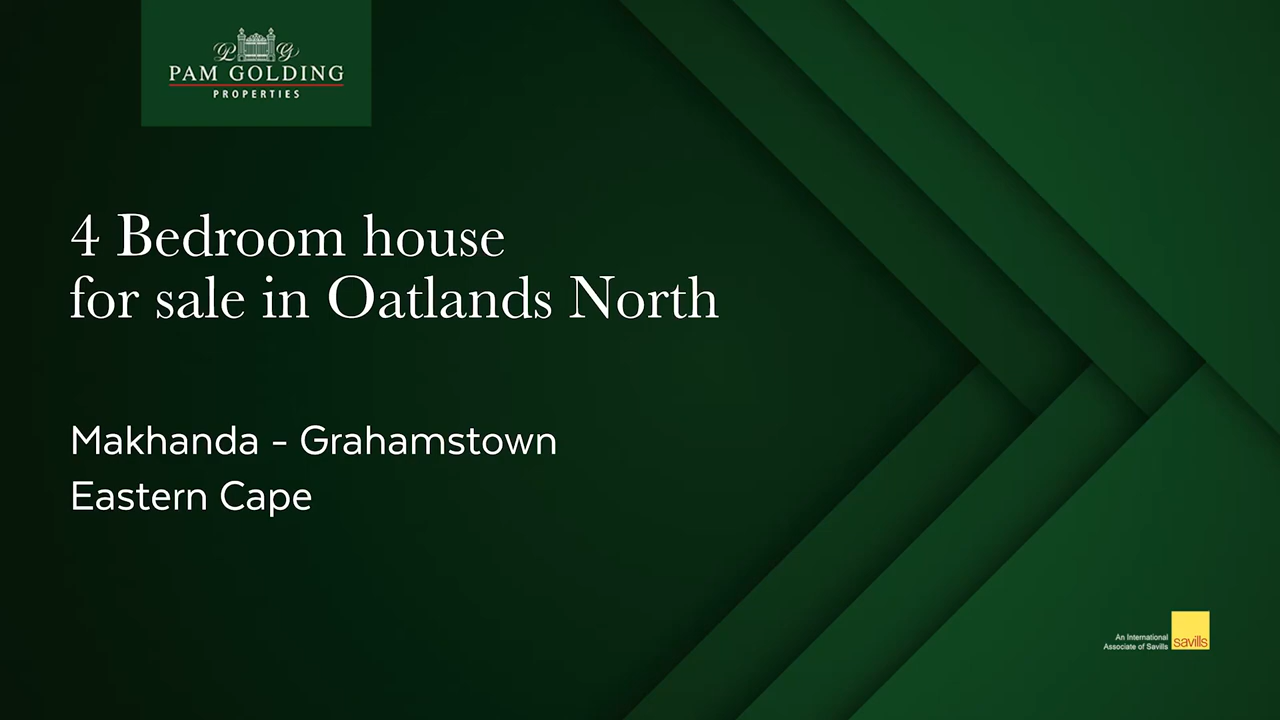 P G
PAM GOLDING
PROPERTIES
4 Bedroom house
for sale in Oatlands North
Makhanda - Grahamstown
Eastern Cape
An International
Associate of Savills
savills